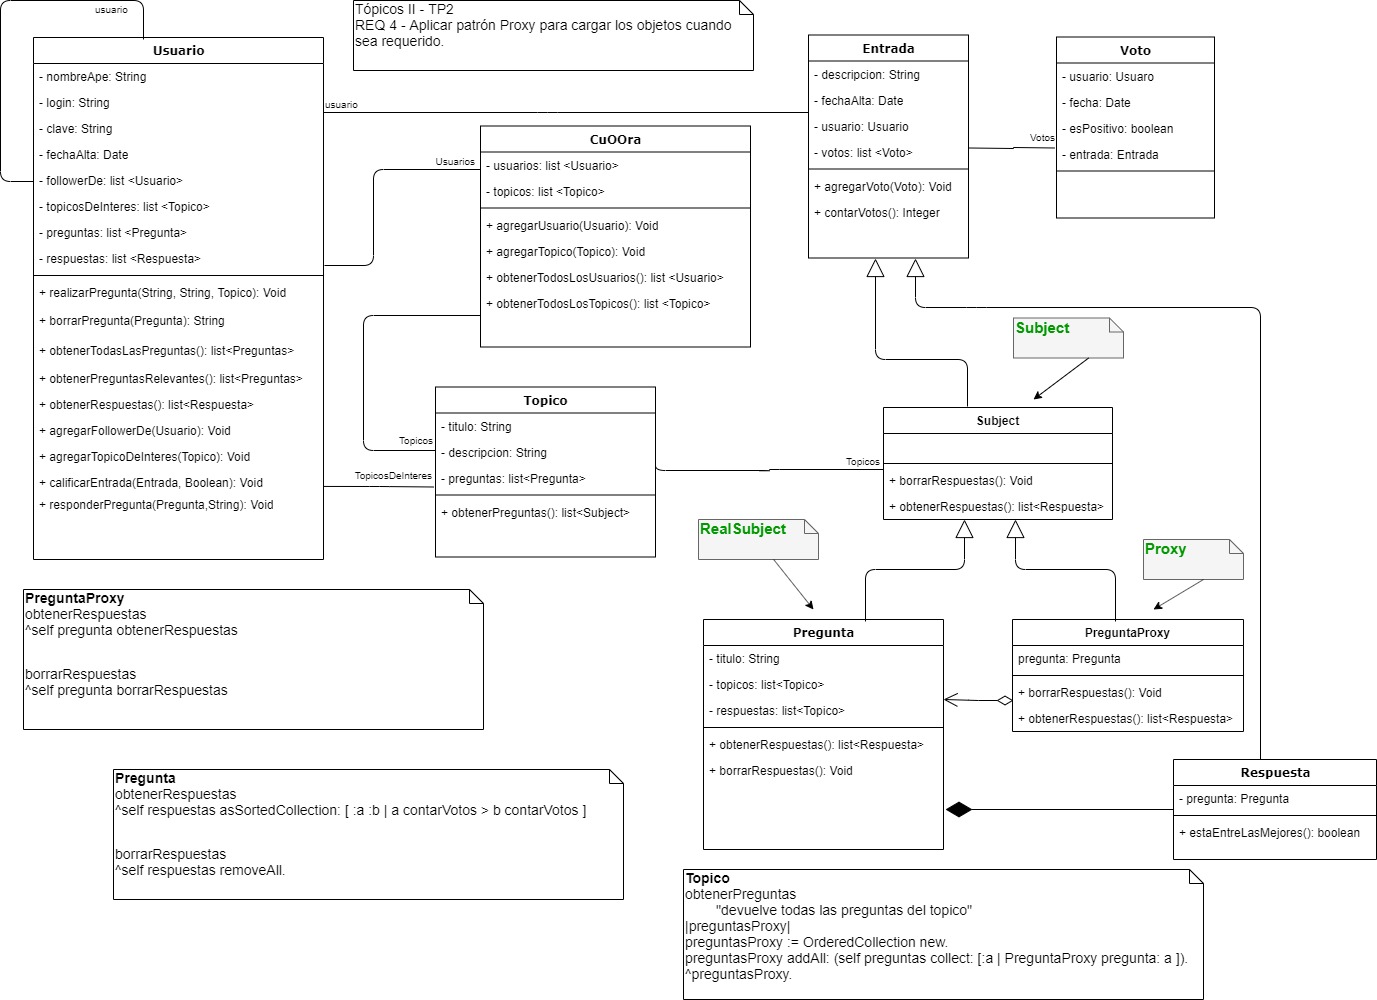 usuario
Tópicos II - TP2
REQ 4 - Aplicar patrón Proxy para cargar los objetos cuando
sea requerido.
Usuario
- nombreApe: String
- login: String
- clave: String
- fechaAlta: Date
- followerDe: list <Usuario>
- topicosDeInteres: list <Topico>
- preguntas: list <Pregunta>
- respuestas: list <Respuesta>
+ realizarPregunta(String, String, Topico): Void
+ borrarPregunta(Pregunta): String
+ obtenerTodasLasPreguntas(): list<Preguntas>
+ obtenerPreguntasRelevantes(): list<Preguntas>
+ obtenerRespuestas(): list<Respuesta>
+ agregarFollowerDe(Usuario): Void
+ agregarTopicoDeInteres(Topico): Void
+ calificarEntrada(Entrada, Boolean): Void
+ responderPregunta(Pregunta,String): Void
usuario
Usuarios
CuOOra
- usuarios: list <Usuario>
- topicos: list <Topico>
+ agregarUsuario(Usuario): Void
+ agregarTopico(Topico): Void
+ obtenerTodosLosUsuarios(): list <Usuario>
+ obtenerTodosLosTopicos(): list <Topico>
Entrada
- descripcion: String
- fechaAlta: Date
- usuario: Usuario
- votos: list <Voto>
+ agregarVoto(Voto): Void
+ contarVotos(): Integer
Votos
Voto
- usuario: Usuaro
- fecha: Date
- esPositivo: boolean
- entrada: Entrada
Topicos
TopicosDeInteres
Topico
- titulo: String
- descripcion: String
- preguntas: list<Pregunta>
+ obtenerPreguntas(): list<Subject>
Topicos
Subject
Subject
+ borrarRespuestas(): Void
+ obtenerRespuestas(): list<Respuesta>
RealSubject
Proxy
Pregunta
- titulo: String
- topicos: list<Topico>
- respuestas: list<Topico>
+ obtenerRespuestas(): list<Respuesta>
+ borrarRespuestas(): Void
PreguntaProxy
pregunta: Pregunta
+ borrarRespuestas(): Void
+ obtenerRespuestas(): list<Respuesta>
Respuesta
- pregunta: Pregunta
+ estaEntreLasMejores(): boolean
PreguntaProxy
obtenerRespuestas
^self pregunta obtenerRespuestas
borrarRespuestas
^self pregunta borrarRespuestas
Pregunta
obtenerRespuestas
^self respuestas asSortedCollection: [ :a :b | a contarVotos > b contarVotos ]
borrarRespuestas
^self respuestas removeAll.
Topico
obtenerPreguntas
"devuelve todas las preguntas del topico"
|preguntasProxy|
preguntasProxy := OrderedCollection new.
preguntasProxy addAll: (self preguntas collect: [:a | PreguntaProxy pregunta: a ]).
^preguntasProxy.